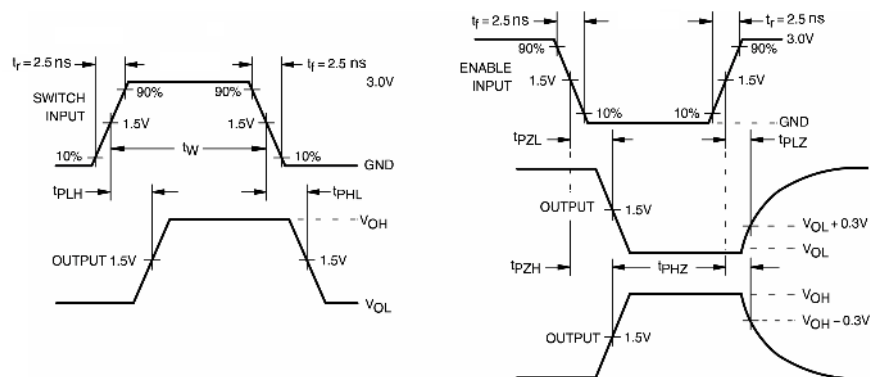 tr = 2.5 ns
tf = 2.5 ns
3.0V
SWITCH
INPUT
90%
90%
1.5V
1.5V
10%
10%
tW
GND
tPLH
tPHL
VOH
OUTPUT
1.5V
1.5V
VOL
tf = 2.5 ns
tr = 2.5 ns
90%
90%
3.0V
ENABLE
INPUT
1.5V
1.5V
10%
10%
GND
tPZL
tPLZ
OUTPUT
1.5V
VOL + 0.3V
VOL
tPZH
tPHZ
VOH
VOH − 0.3V
OUTPUT
1.5V